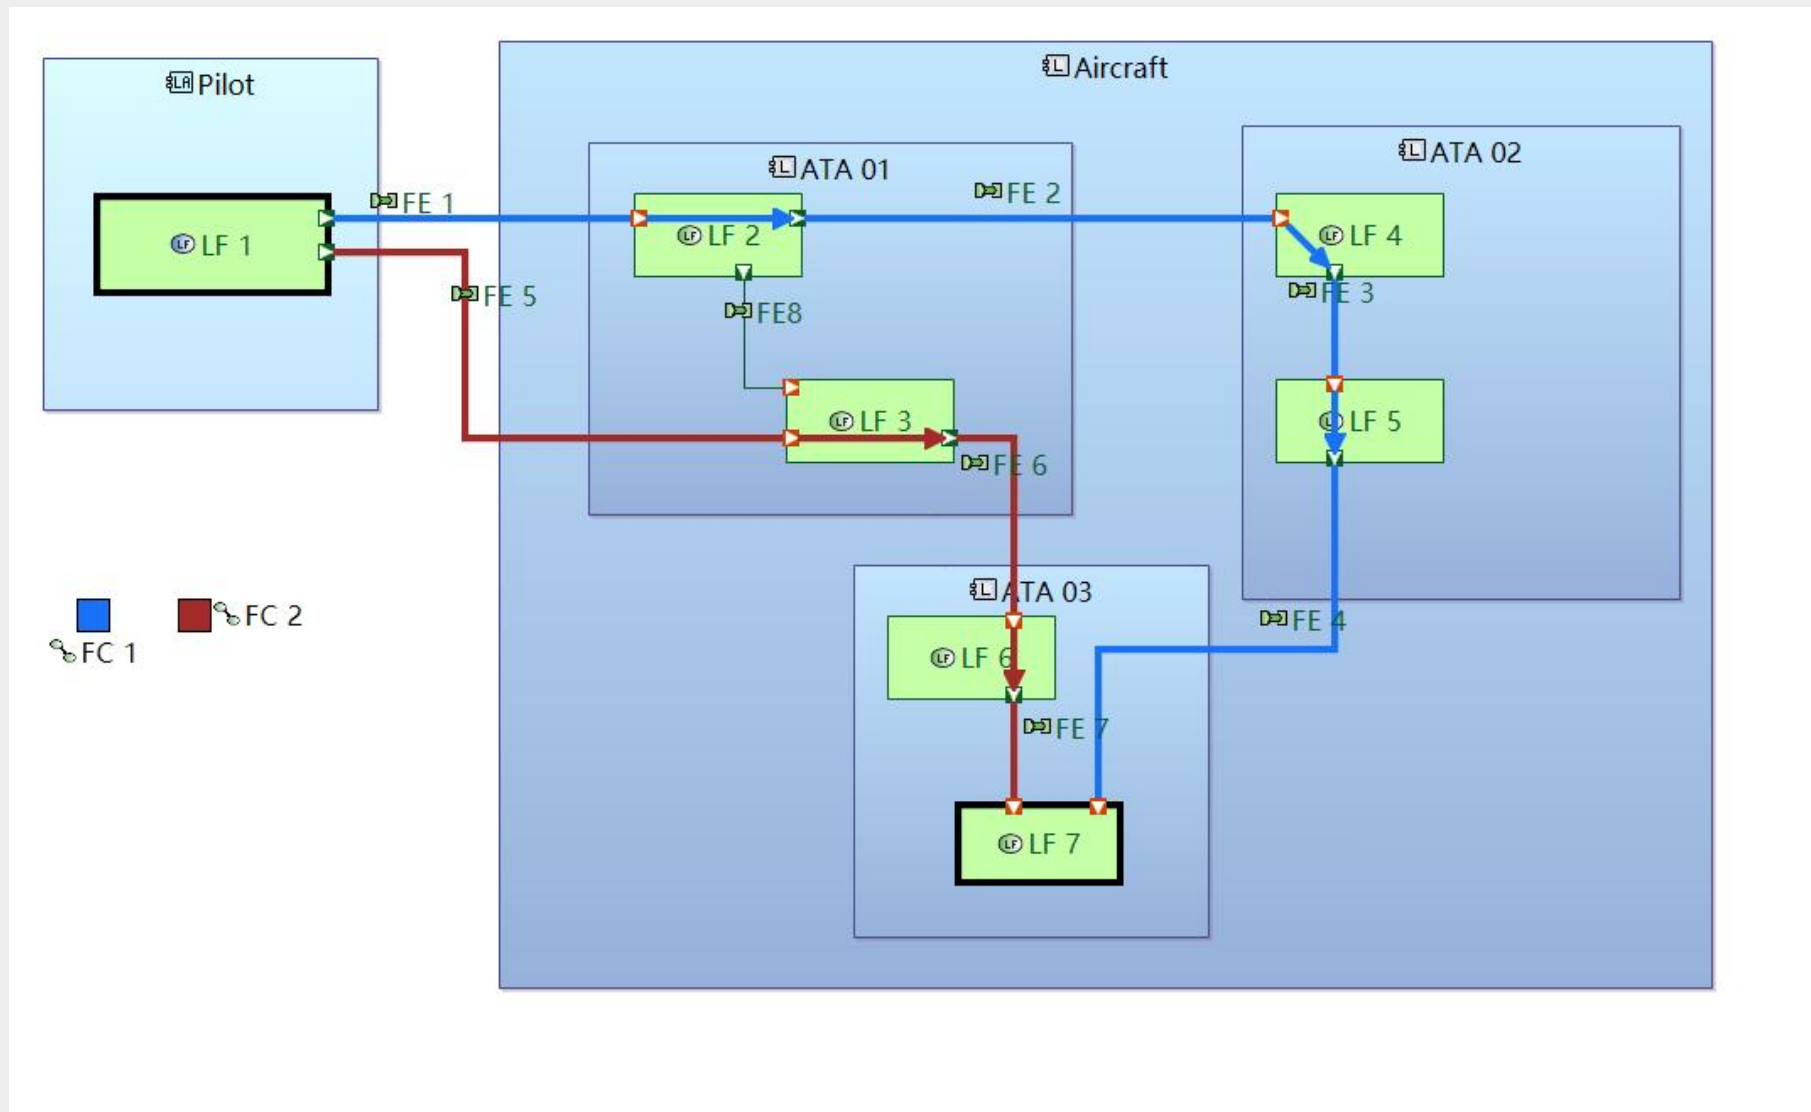 Pilot
Aircraft
ATA 01
ATA 02
FE 1
FE 2
LF 1
LF 2
LF 4
FE 5
FE8
FE 3
LF 3
LF 5
FE 6
ATA 03
FC 1
FC 2
FE 4
LF 6
FE 7
LF 7